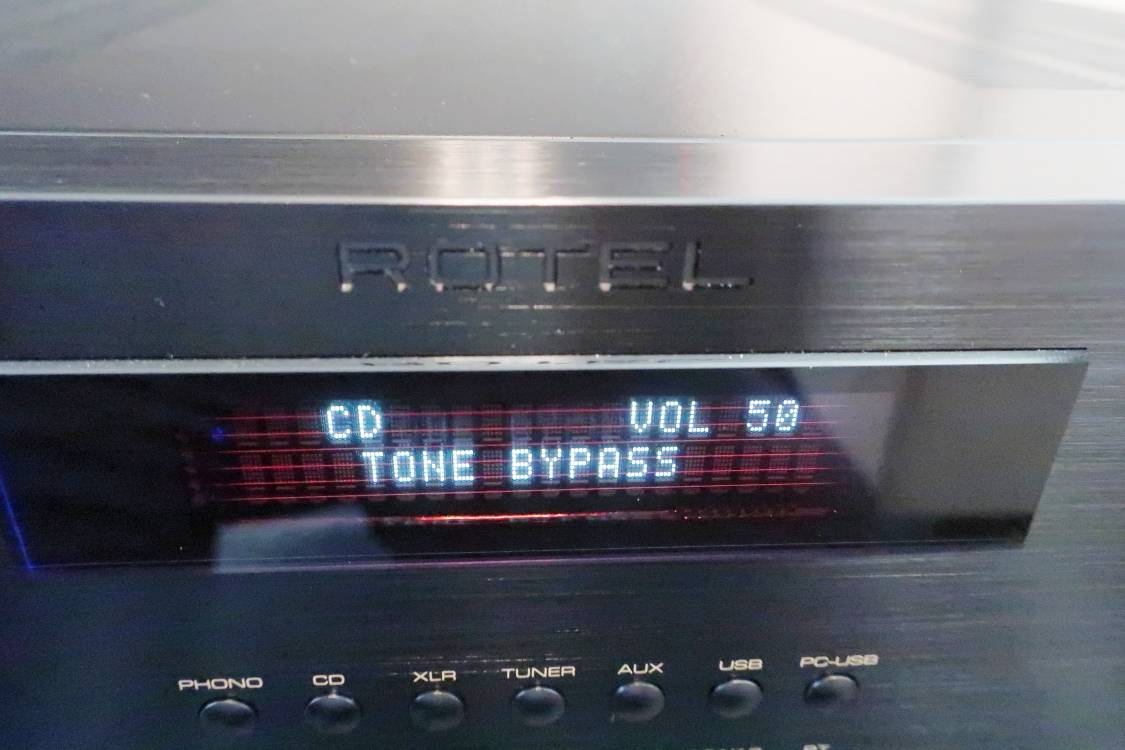 ROTEL
CD VOL 50
TONE BYPASS
PHONO CD XLR TUNER AUX USB PC-USB